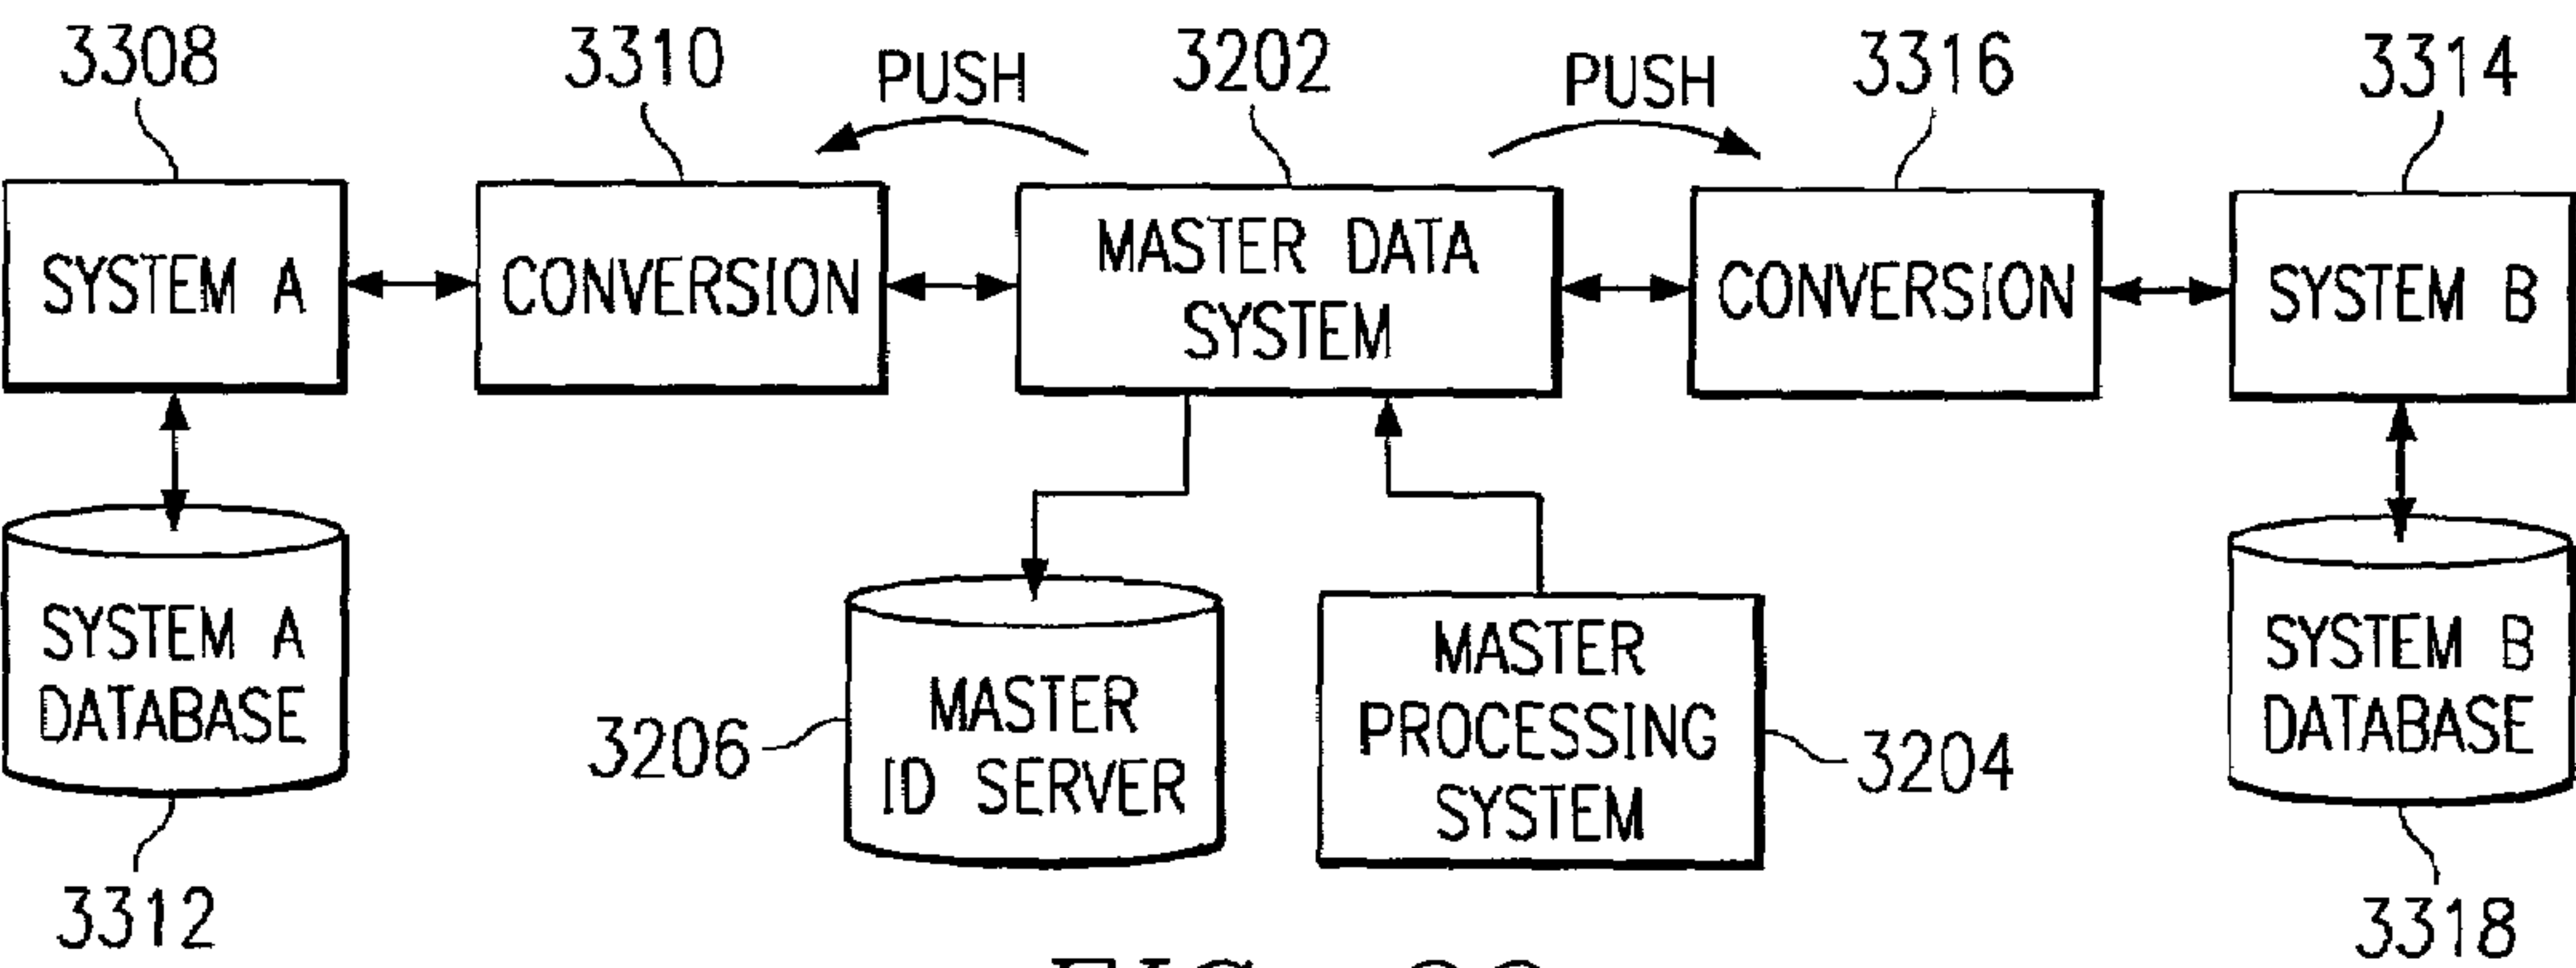 3308
3310
PUSH
3202
PUSH
3316
3314
SYSTEM A
CONVERSION
MASTER DATA
SYSTEM
CONVERSION
SYSTEM B
SYSTEM A
DATABASE
3206
MASTER
ID SERVER
MASTER
PROCESSING
SYSTEM
3204
SYSTEM B
DATABASE
3312
3318